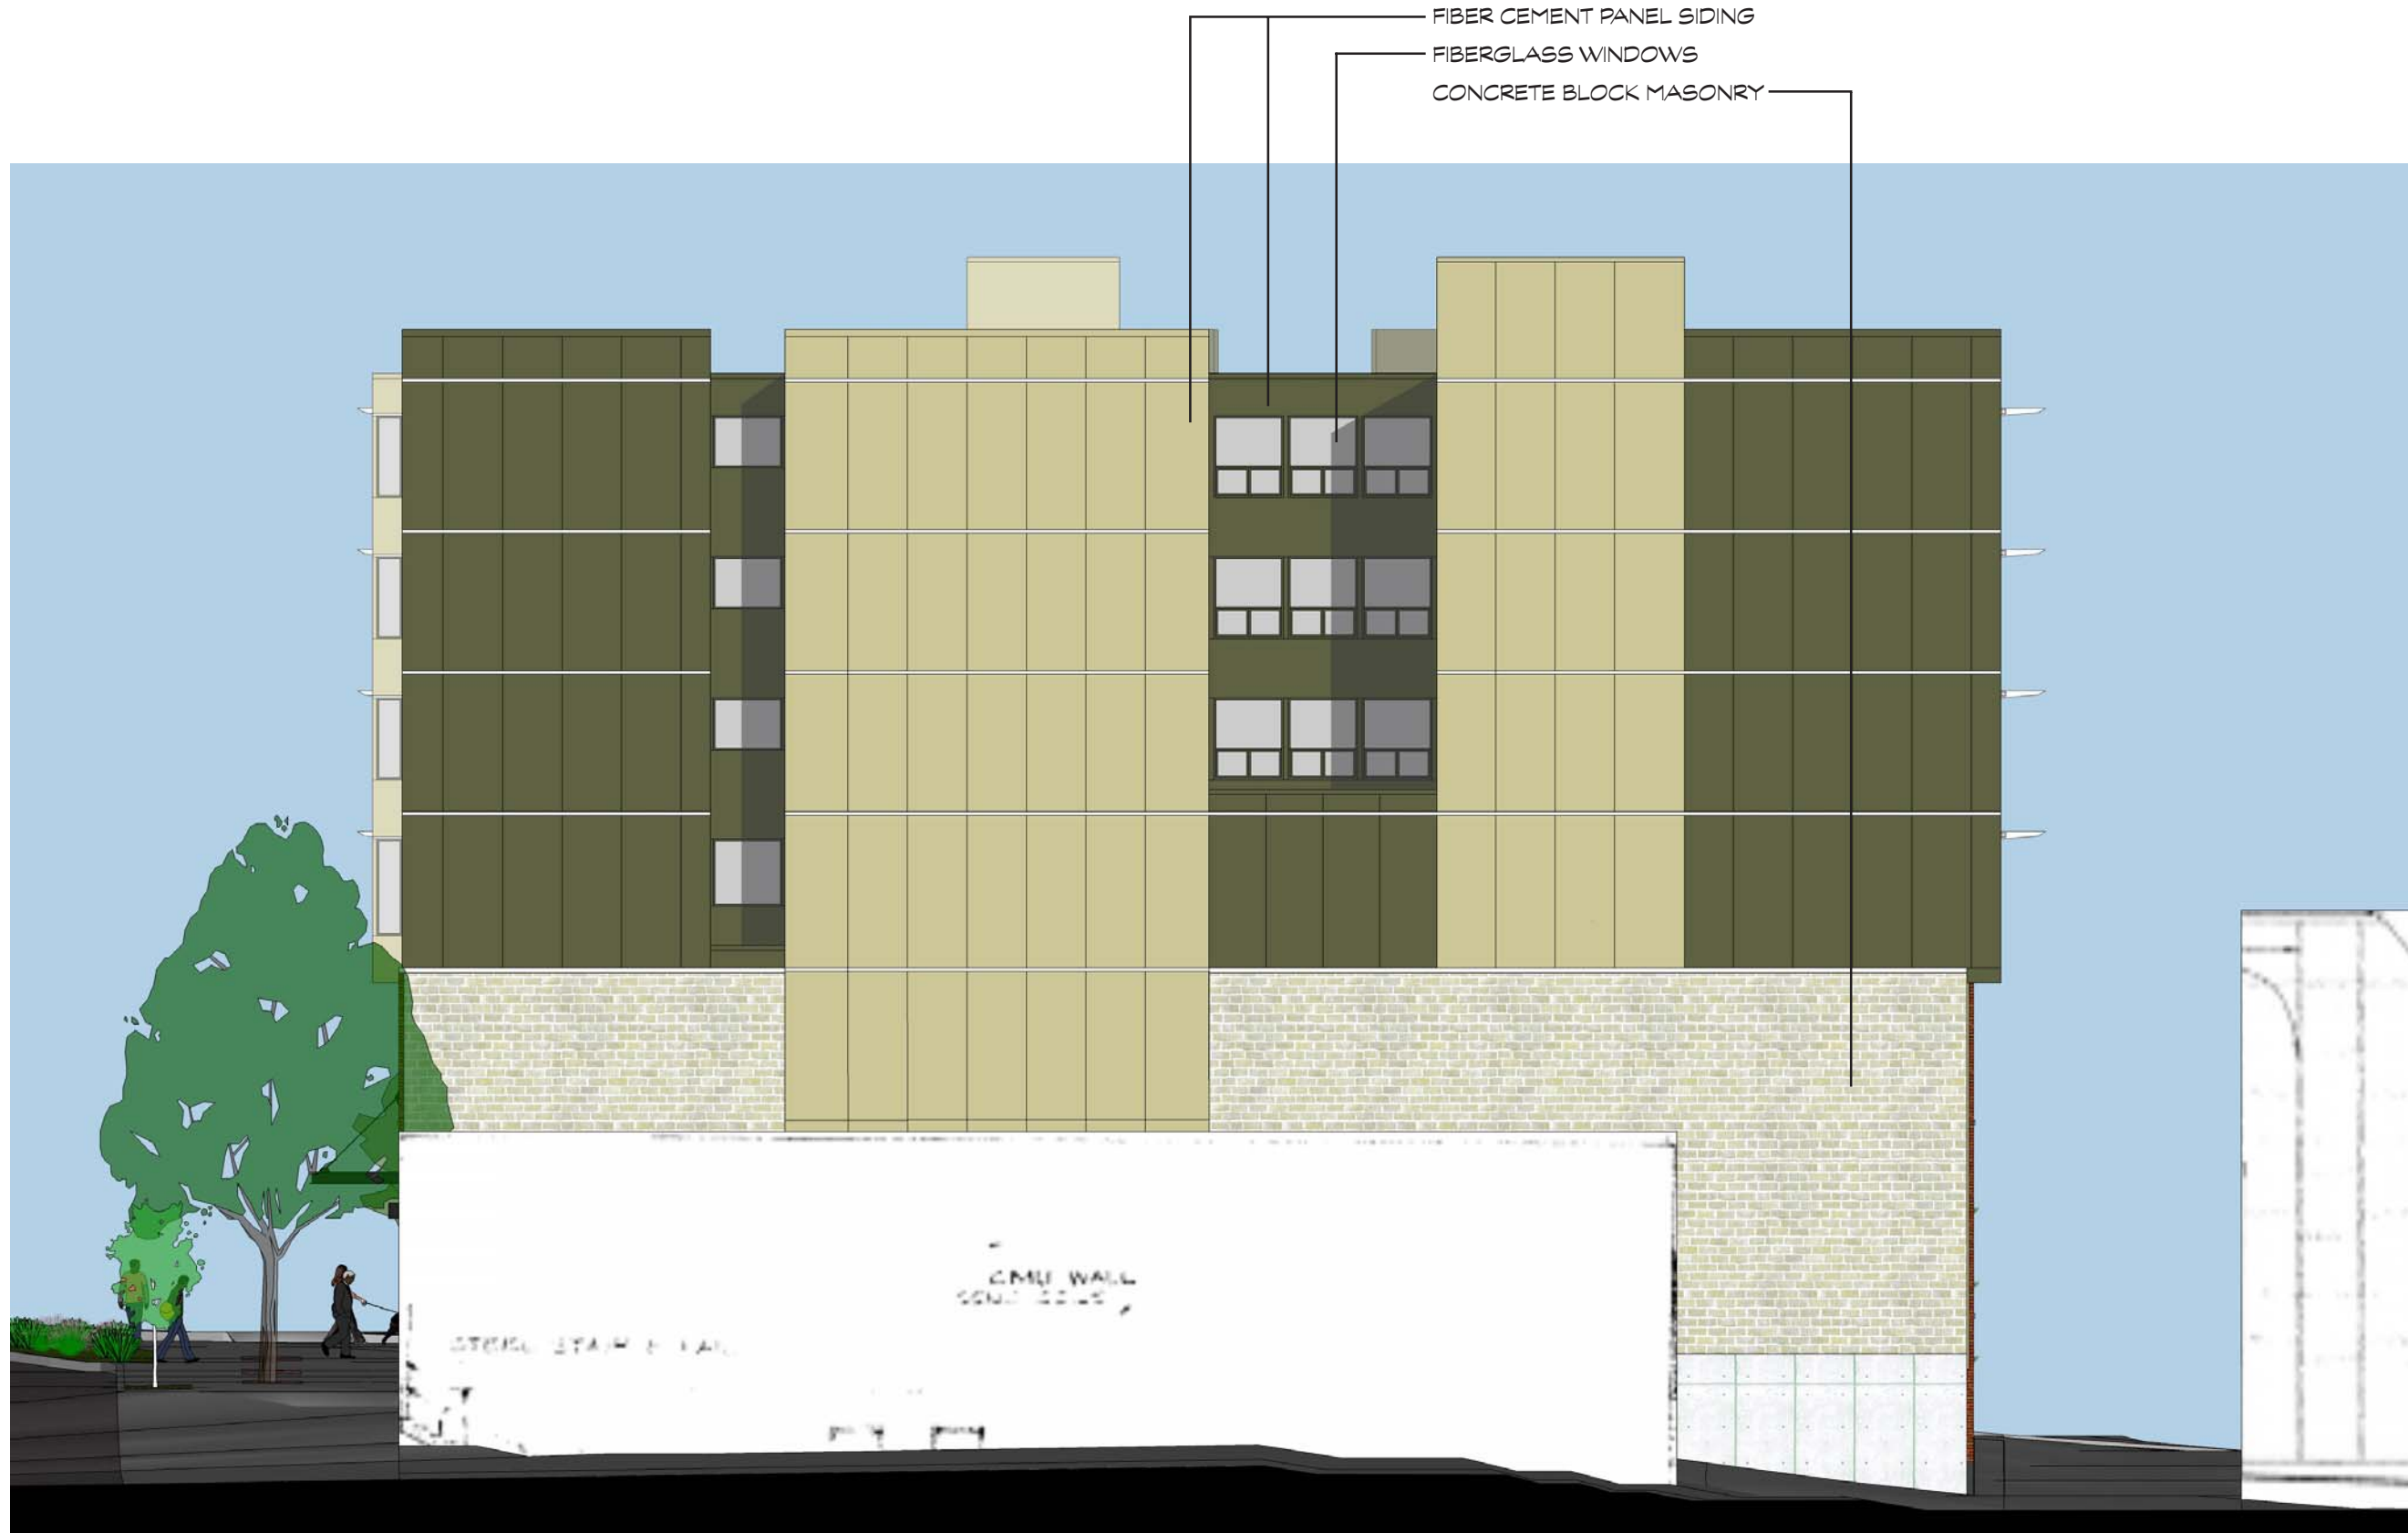 FIBER CEMENT PANEL SIDING
FIBERGLASS WINDOWS
CONCRETE BLOCK MASONRY
CMU WALL